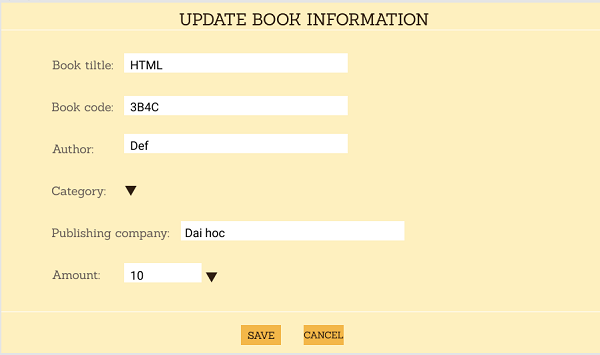 UPDATE BOOK INFORMATION
Book tiltle: HTML
Book code: 3B4C
Author: Def
Category:
Publishing company: Dai hoc
Amount: 10
SAVE CANCEL